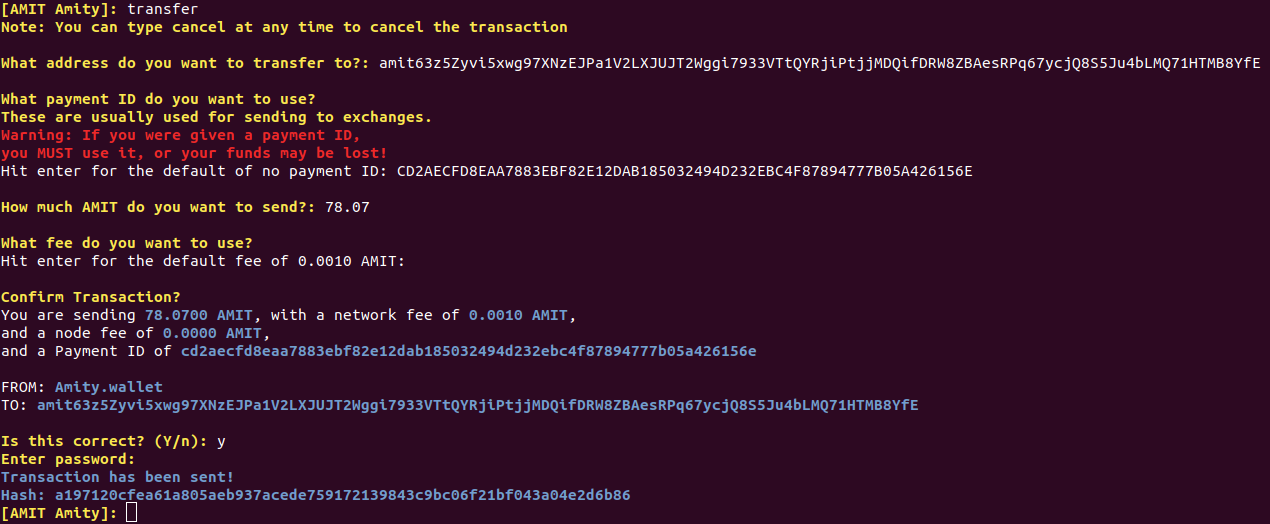 [AMIT Amity]: transfer
Note: You can type cancel at any time to cancel the transaction
What address do you want to transfer to?: amit63z5Zyvi5xwg97XNzEJPa1V2LXJUJT2Wggi7933VTtQYRjiPtjjMDQifDRW8ZBAesRPq67ycjQ8S5Ju4bLMQ71HTMB8YfE
What payment ID do you want to use?
These are usually used for sending to exchanges.
Warning: If you were given a payment ID,
you MUST use it, or your funds may be lost!
Hit enter for the default of no payment ID: CD2AECFD8EAA7883EBF82E12DAB185032494D232EBC4F87894777B05A426156E
How much AMIT do you want to send?: 78.07
What fee do you want to use?
Hit enter for the default fee of 0.0010 AMIT:
Confirm Transaction?
You are sending 78.0700 AMIT, with a network fee of 0.0010 AMIT,
and a node fee of 0.0000 AMIT,
and a Payment ID of cd2aecfd8eaa7883ebf82e12dab185032494d232ebc4f87894777b05a426156e
FROM: Amity.wallet
TO: amit63z5Zyvi5xwg97XNzEJPa1V2LXJUJT2Wggi7933VTtQYRjiPtjjMDQifDRW8ZBAesRPq67ycjQ8S5Ju4bLMQ71HTMB8YfE
Is this correct? (Y/n): y
Enter password:
Transaction has been sent!
Hash: a197120cfea61a805aeb937acede759172139843c9bc06f21bf043a04e2d6b86
[AMIT Amity]: